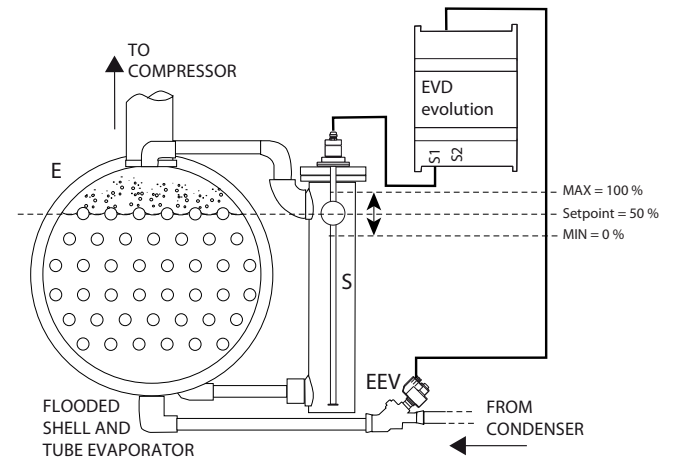 TO
COMPRESSOR
EVD
evolution
S1
S2
E
MAX = 100 %
Setpoint = 50 %
MIN = 0 %
S
EEV
FLOODED
SHELL AND
TUBE EVAPORATOR
FROM
CONDENSER